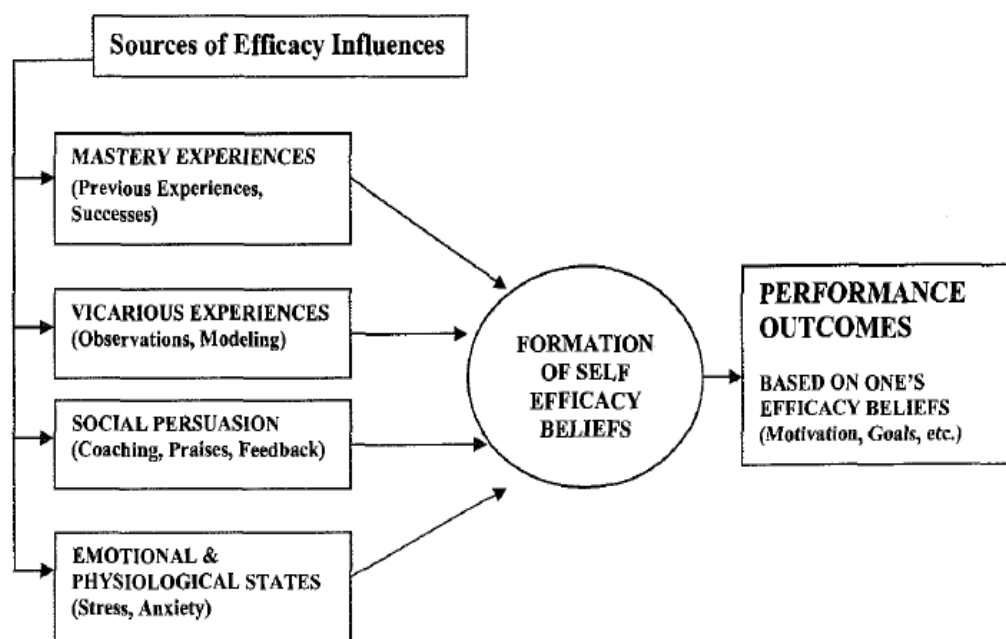 Sources of Efficacy Influences
MASTERY EXPERIENCES
(Previous Experiences,
Successes)
VICARIOUS EXPERIENCES
(Observations, Modeling)
SOCIAL PERSUASION
(Coaching, Praises, Feedback)
EMOTIONAL &
PHYSIOLOGICAL STATES
(Stress, Anxiety)
FORMATION
OF SELF
EFFICACY
BELIEFS
PERFORMANCE
OUTCOMES
BASED ON ONE'S
EFFICACY BELIEFS
(Motivation, Goals, etc.)